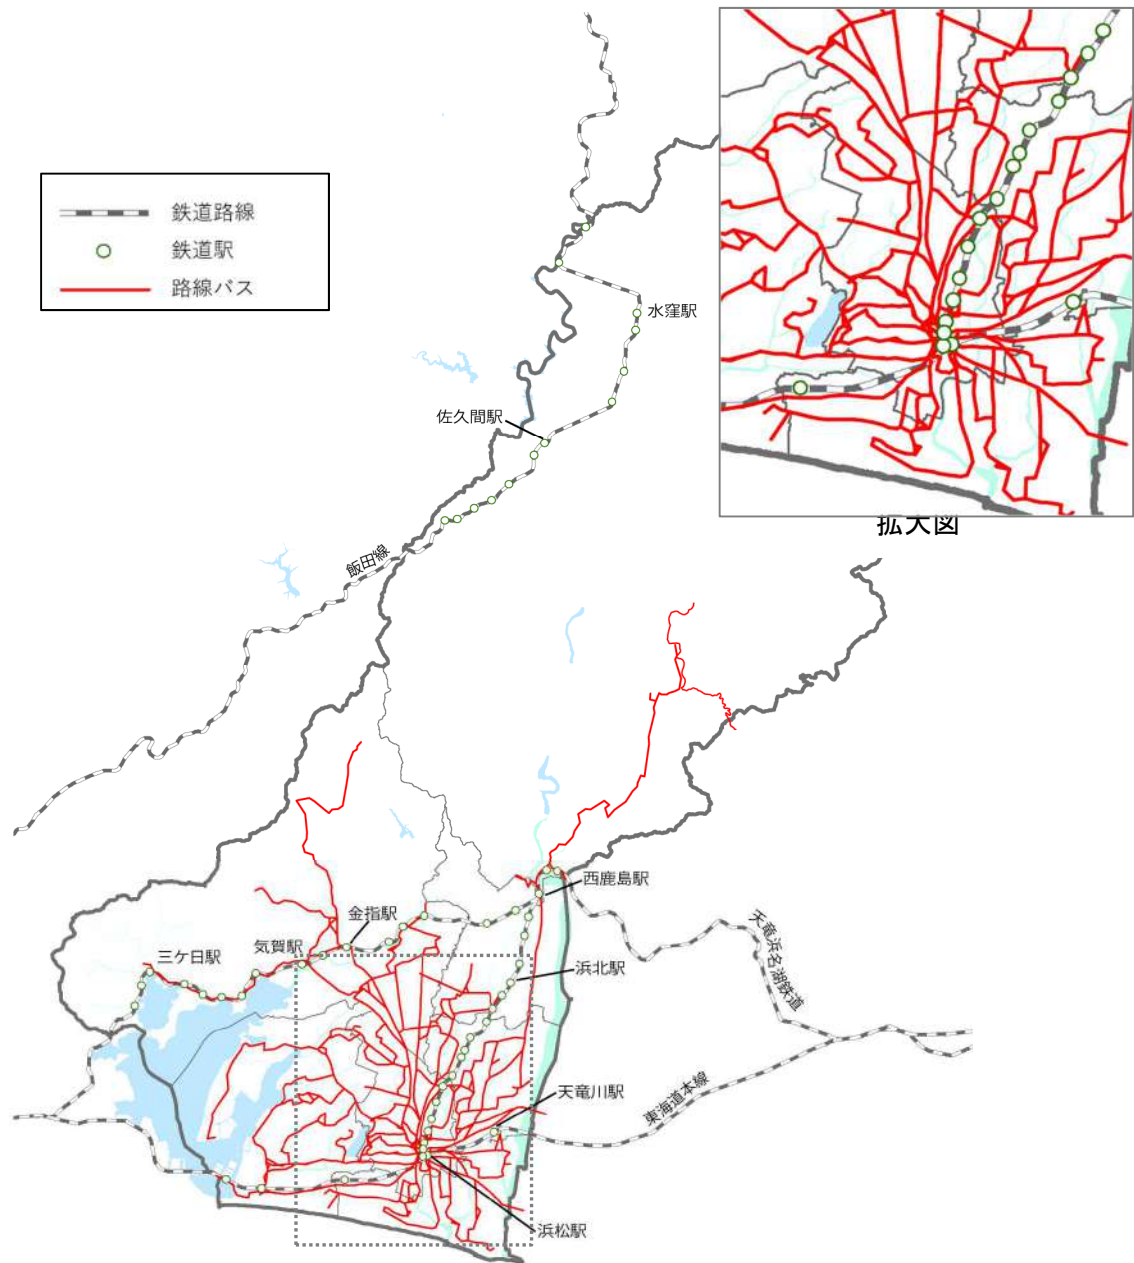 鉄道路線
鉄道駅
路線バス
水窪駅
佐久間駅
拡大図
飯田線
西鹿島駅
金指駅
気賀駅
三ケ日駅
浜北駅
天竜浜名湖鉄道
天竜川駅
東海道本線
浜松駅